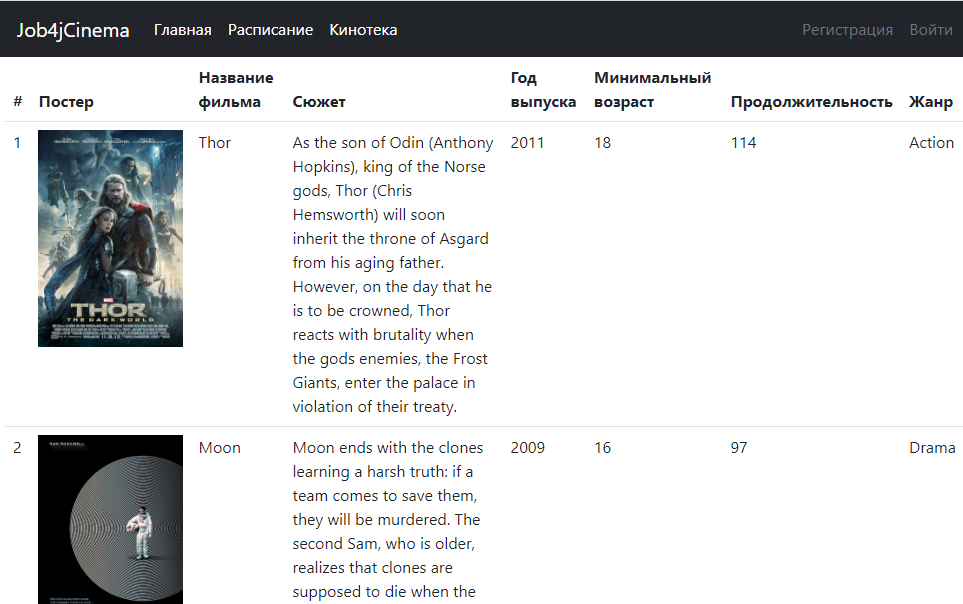 Job4jCinema Главная Расписание Кинотека Регистрация Войти
# Постер Название фильма Сюжет Год выпуска Минимальный возраст Продолжительность Жанр
1 Thor As the son of Odin (Anthony 2011 18 114 Action
Hopkins), king of the Norse
gods, Thor (Chris
Hemsworth) will soon
inherit the throne of Asgard
from his aging father.
However, on the day that he
is to be crowned, Thor
reacts with brutality when
the gods enemies, the Frost
Giants, enter the palace in
violation of their treaty.
MARVEL
THOR
THE DARK WORLD
2 Moon Moon ends with the clones 2009 16 97 Drama
learning a harsh truth: if a
team comes to save them,
they will be murdered. The
second Sam, who is older,
realizes that clones are
supposed to die when the
SAM ROCKWELL